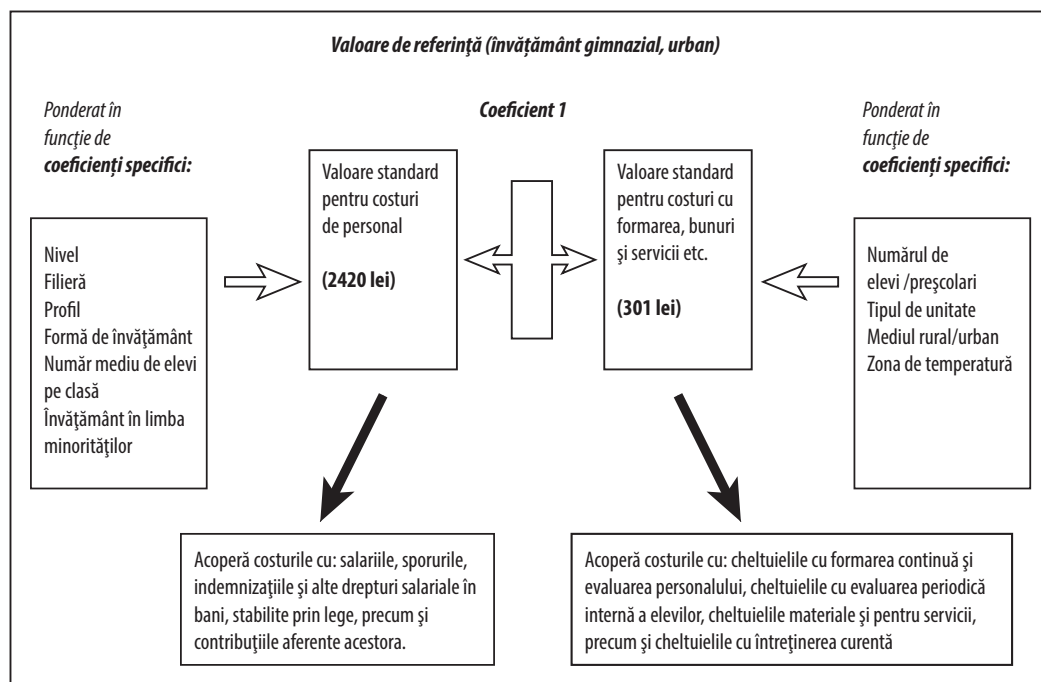 Valoare de referinţă (învăţământ gimnazial, urban)
Ponderat în
funcţie de
coeficienți specifici:
Coeficient 1
Ponderat în
funcţie de
coeficienți specifici:
Nivel
Filieră
Profil
Formă de învăţământ
Număr mediu de elevi
pe clasă
Învăţământ în limba
minorităţilor
Valoare standard
pentru costuri
de personal
(2420 lei)
Valoare standard
pentru costuri cu
formarea, bunuri
şi servicii etc.
(301 lei)
Numărul de
elevi /preşcolari
Tipul de unitate
Mediul rural/urban
Zona de temperatură
Acoperă costurile cu: salariile, sporurile,
indemnizaţiile şi alte drepturi salariale în
bani, stabilite prin lege, precum şi
contribuţiile aferente acestora.
Acoperă costurile cu: cheltuielile cu formarea continuă şi
evaluarea personalului, cheltuielile cu evaluarea periodică
internă a elevilor, cheltuielile materiale şi pentru servicii,
precum şi cheltuielile cu întreţinerea curentă